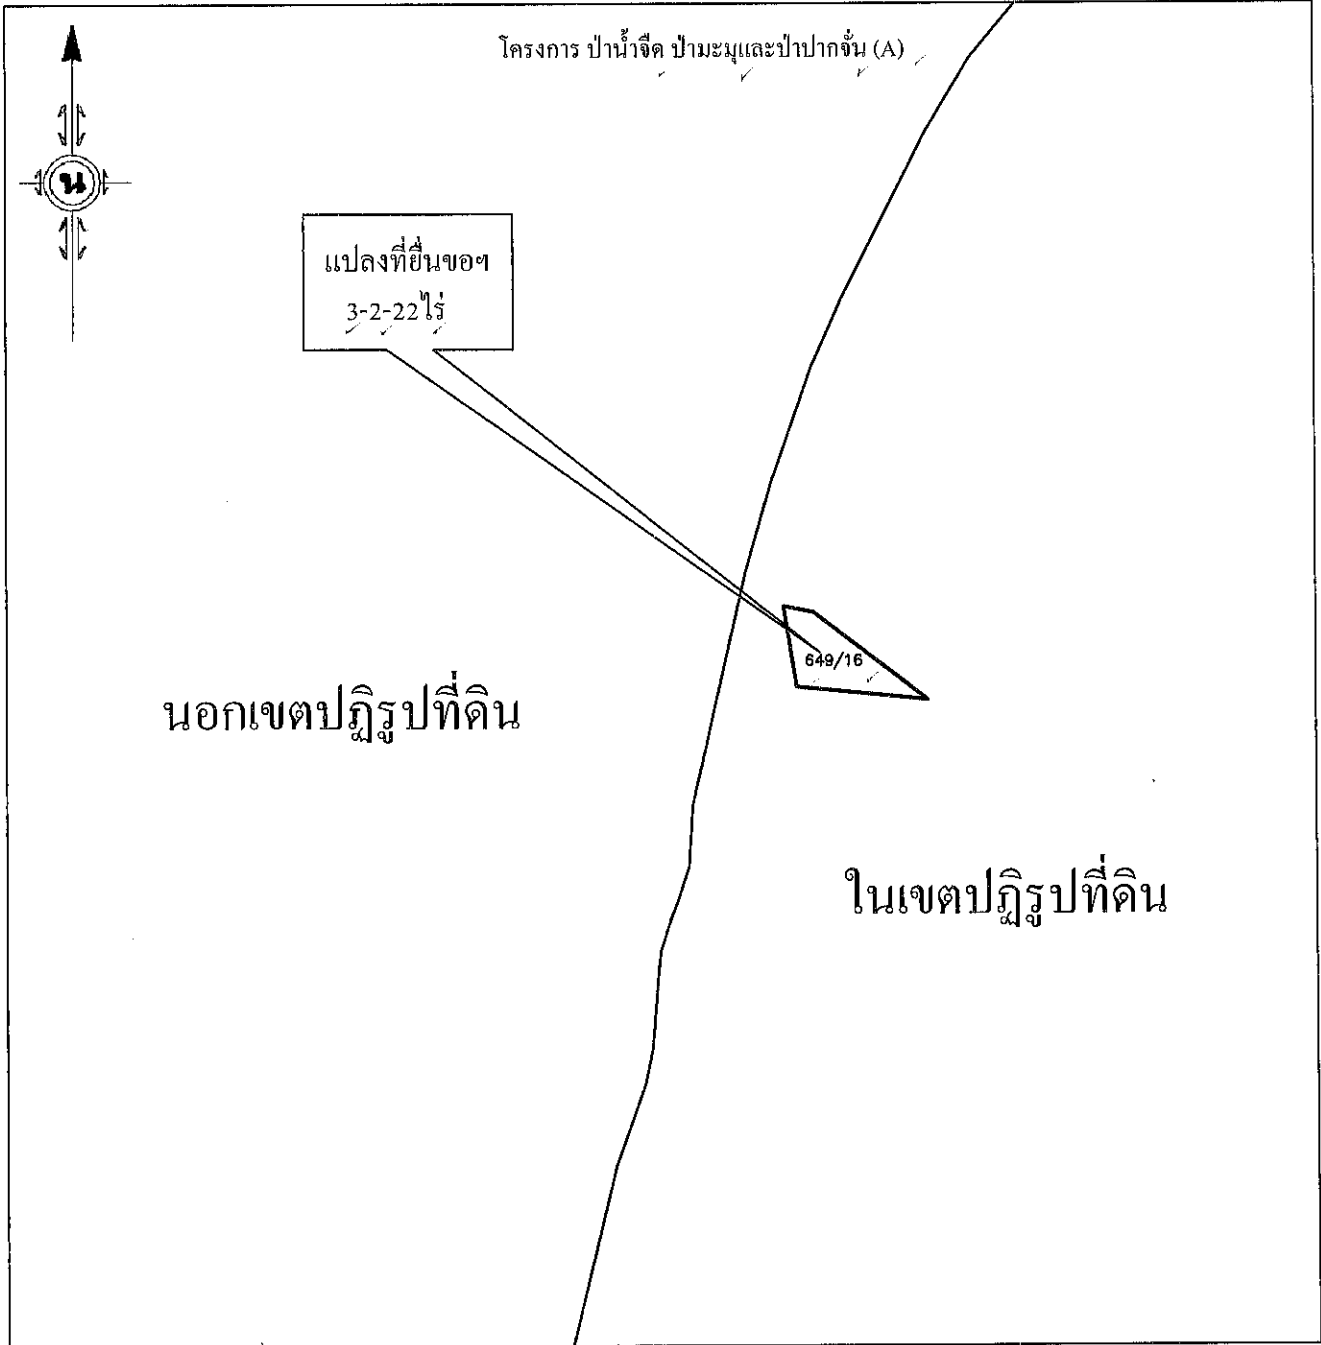 โครงการ ป่าน้ำจืด ป่ามะมุและป่าปากจั่น (A)
น
แปลงที่ยื่นขอฯ
3-2-22ไร่
649/16
นอกเขตปฏิรูปที่ดิน
ในเขตปฏิรูปที่ดิน